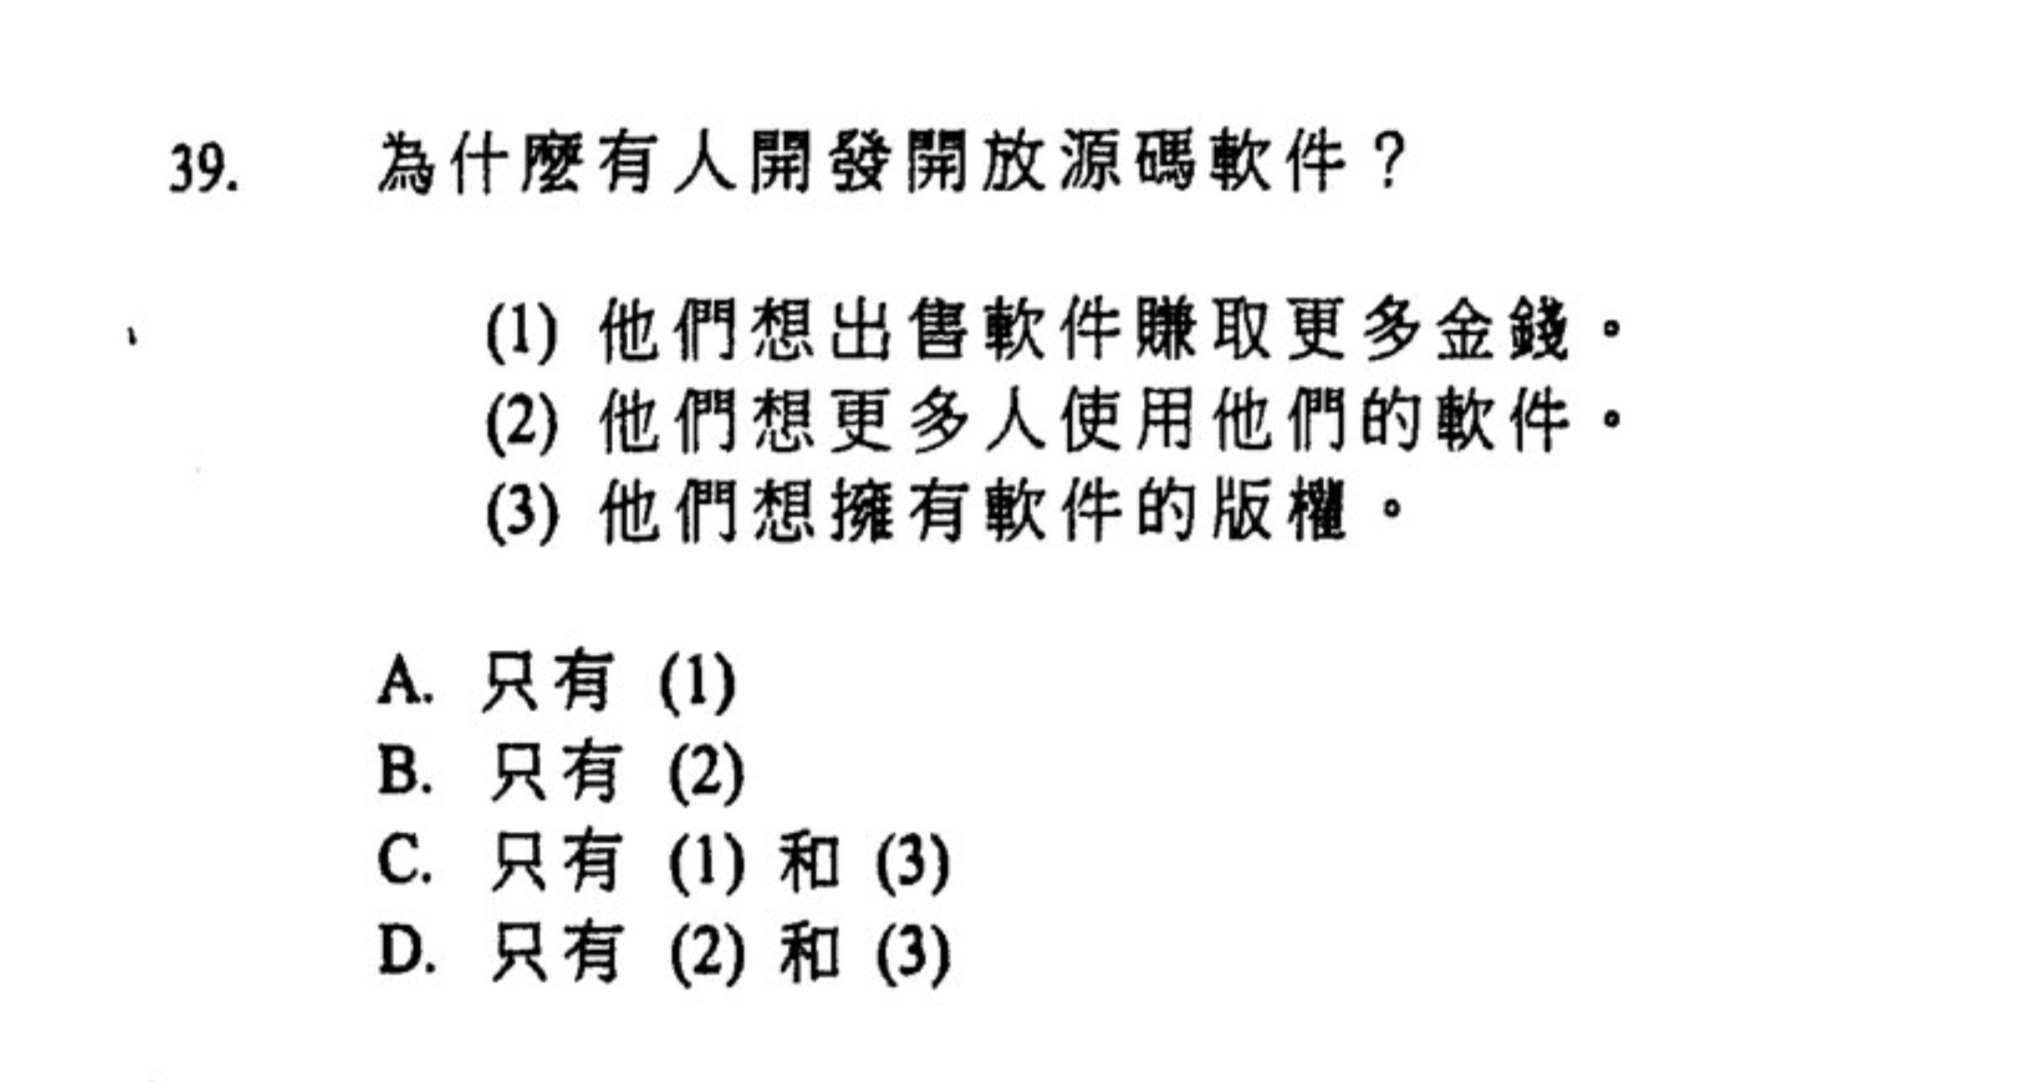 39. 為什麼有人開發開放源碼軟件？
(1) 他們想出售軟件賺取更多金錢。
(2) 他們想更多人使用他們的軟件。
(3) 他們想擁有軟件的版權。
A. 只有 (1)
B. 只有 (2)
C. 只有 (1) 和 (3)
D. 只有 (2) 和 (3)